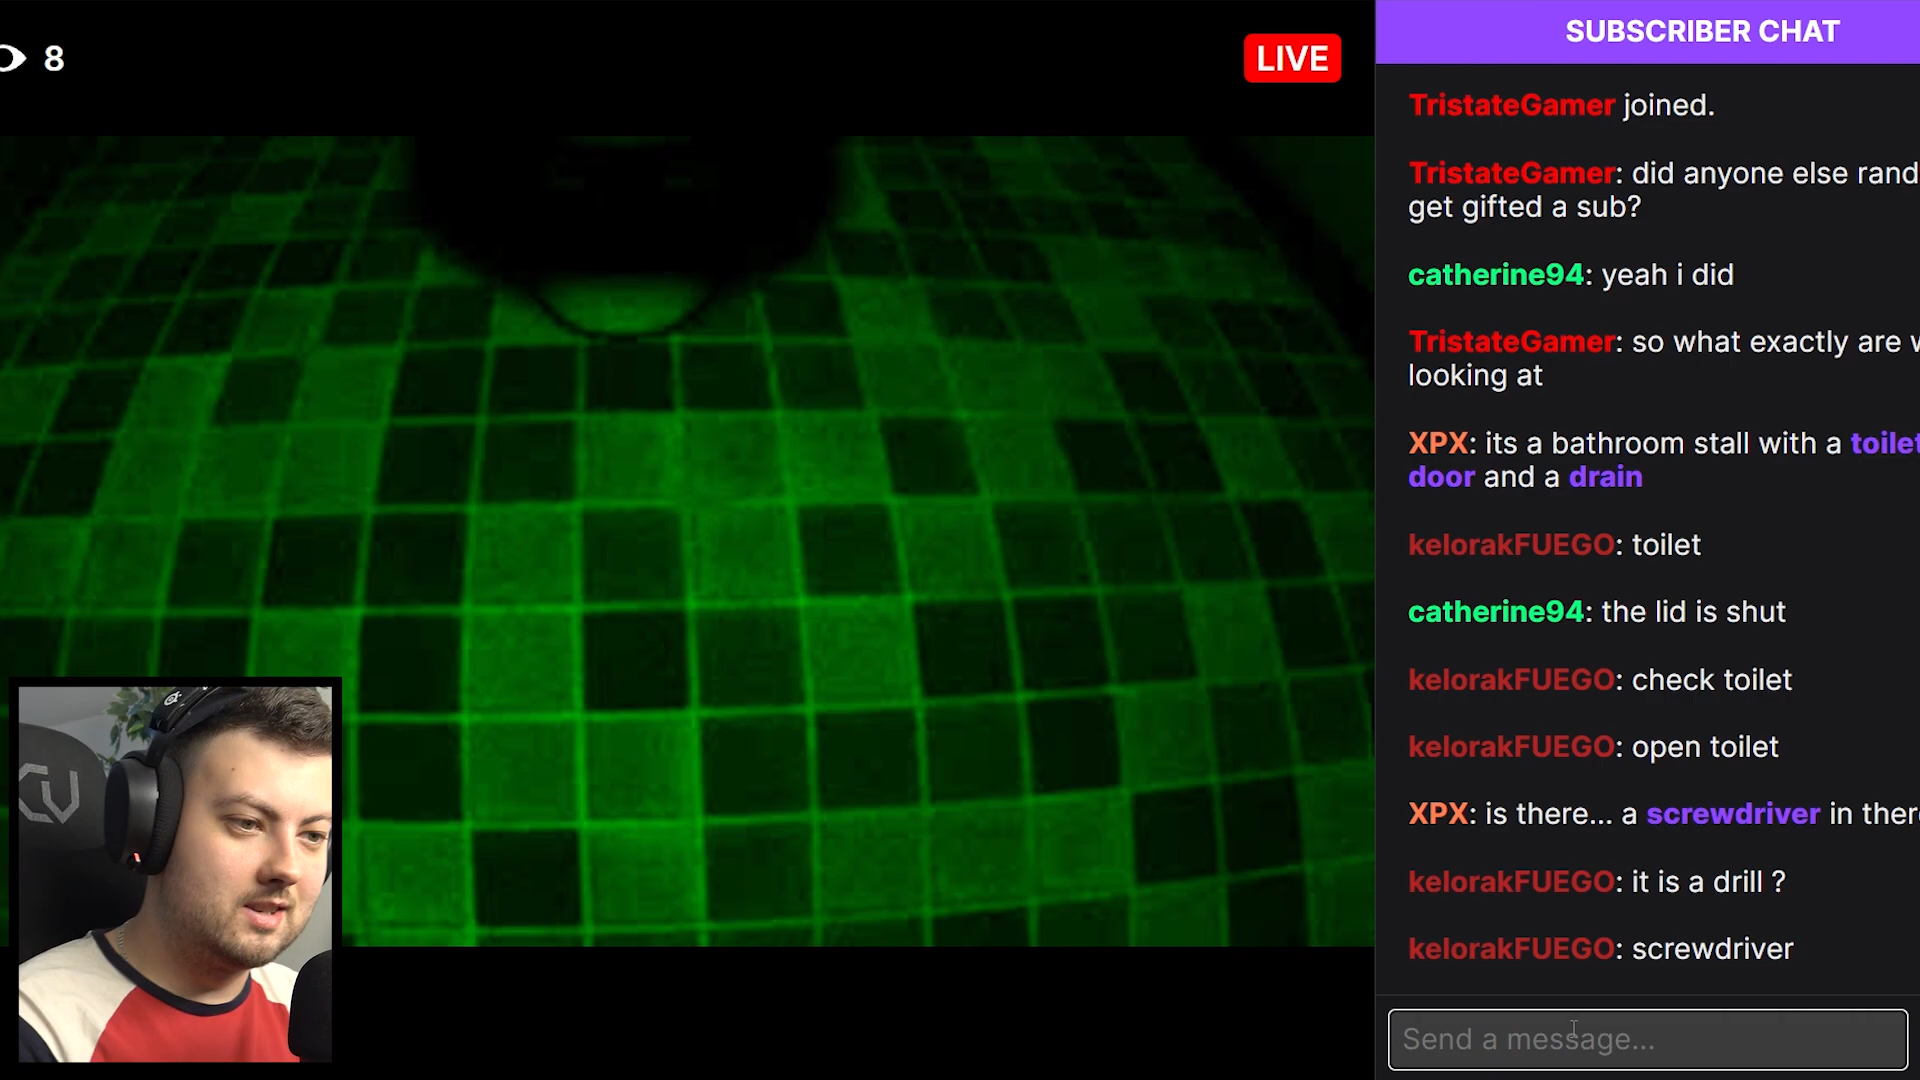 8
LIVE
SUBSCRIBER CHAT
TristateGamer joined.
TristateGamer: did anyone else rand
get gifted a sub?
catherine94: yeah i did
TristateGamer: so what exactly are w
looking at
XPX: its a bathroom stall with a toilet
door and a drain
kelorakFUEGO: toilet
catherine94: the lid is shut
kelorakFUEGO: check toilet
kelorakFUEGO: open toilet
XPX: is there... a screwdriver in ther
kelorakFUEGO: it is a drill ?
kelorakFUEGO: screwdriver
Send a message...